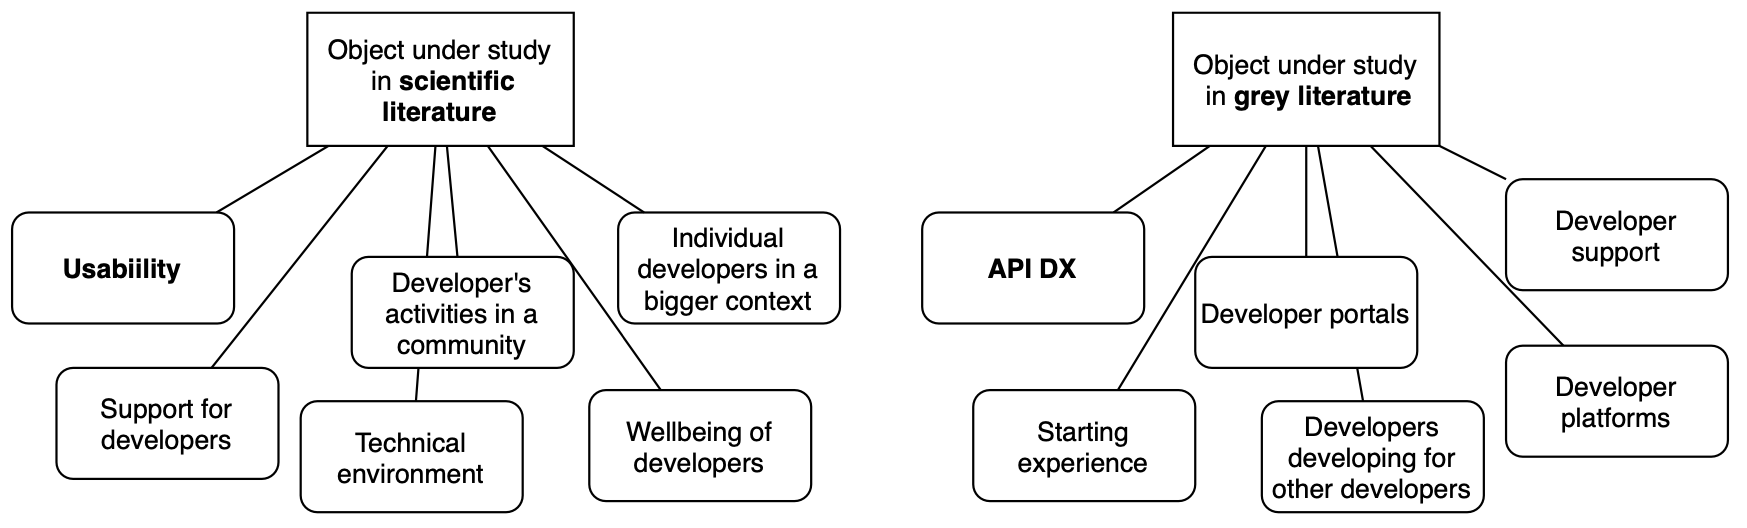 Object under study
in scientific
literature
Usabiility
Support for
developers
Developer's
activities in a
community
Technical
environment
Wellbeing of
developers
Individual
developers in a
bigger context
Object under study
in grey literature
API DX
Starting
experience
Developer portals
Developers
developing for
other developers
Developer
platforms
Developer
support